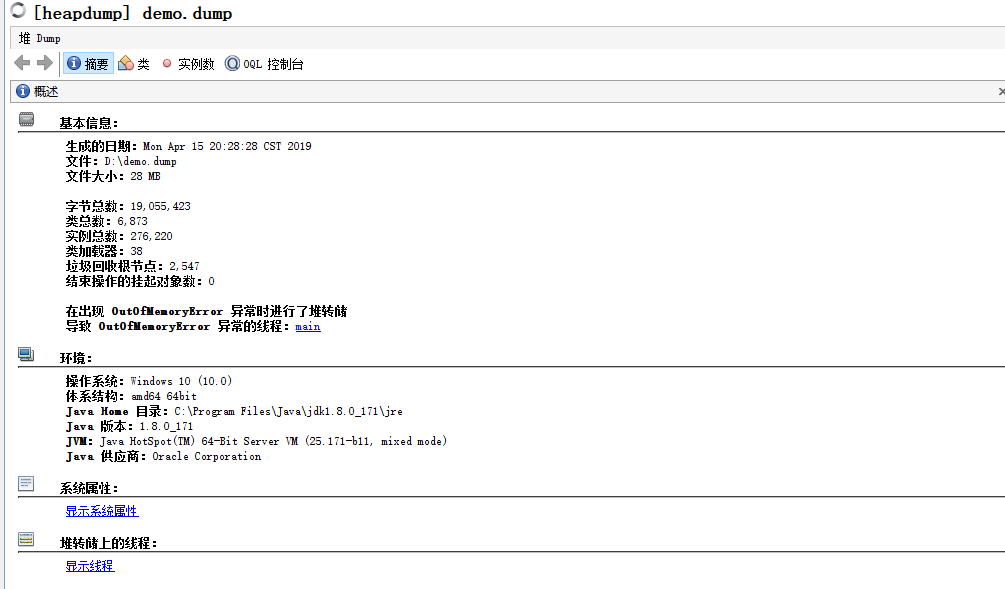 [heapdump] demo.dump
堆 Dump
摘要 类 实例数 OQL 控制台
概述
基本信息:
生成的日期: Mon Apr 15 20:28:28 CST 2019
文件: D:\demo.dump
文件大小: 28 MB
字节总数: 19,055,423
类总数: 6,873
实例总数: 276,220
类加载器: 38
垃圾回收根节点: 2,547
结束操作的挂起对象数: 0
在出现 OutOfMemoryError 异常时进行了堆转储
导致 OutOfMemoryError 异常的线程: main
环境:
操作系统: Windows 10 (10.0)
体系结构: amd64 64bit
Java Home 目录: C:\Program Files\Java\jdk1.8.0_171\jre
Java 版本: 1.8.0_171
JVM: Java HotSpot(TM) 64-Bit Server VM (25.171-b11, mixed mode)
Java 供应商: Oracle Corporation
系统属性:
显示系统属性
堆转储上的线程:
显示线程